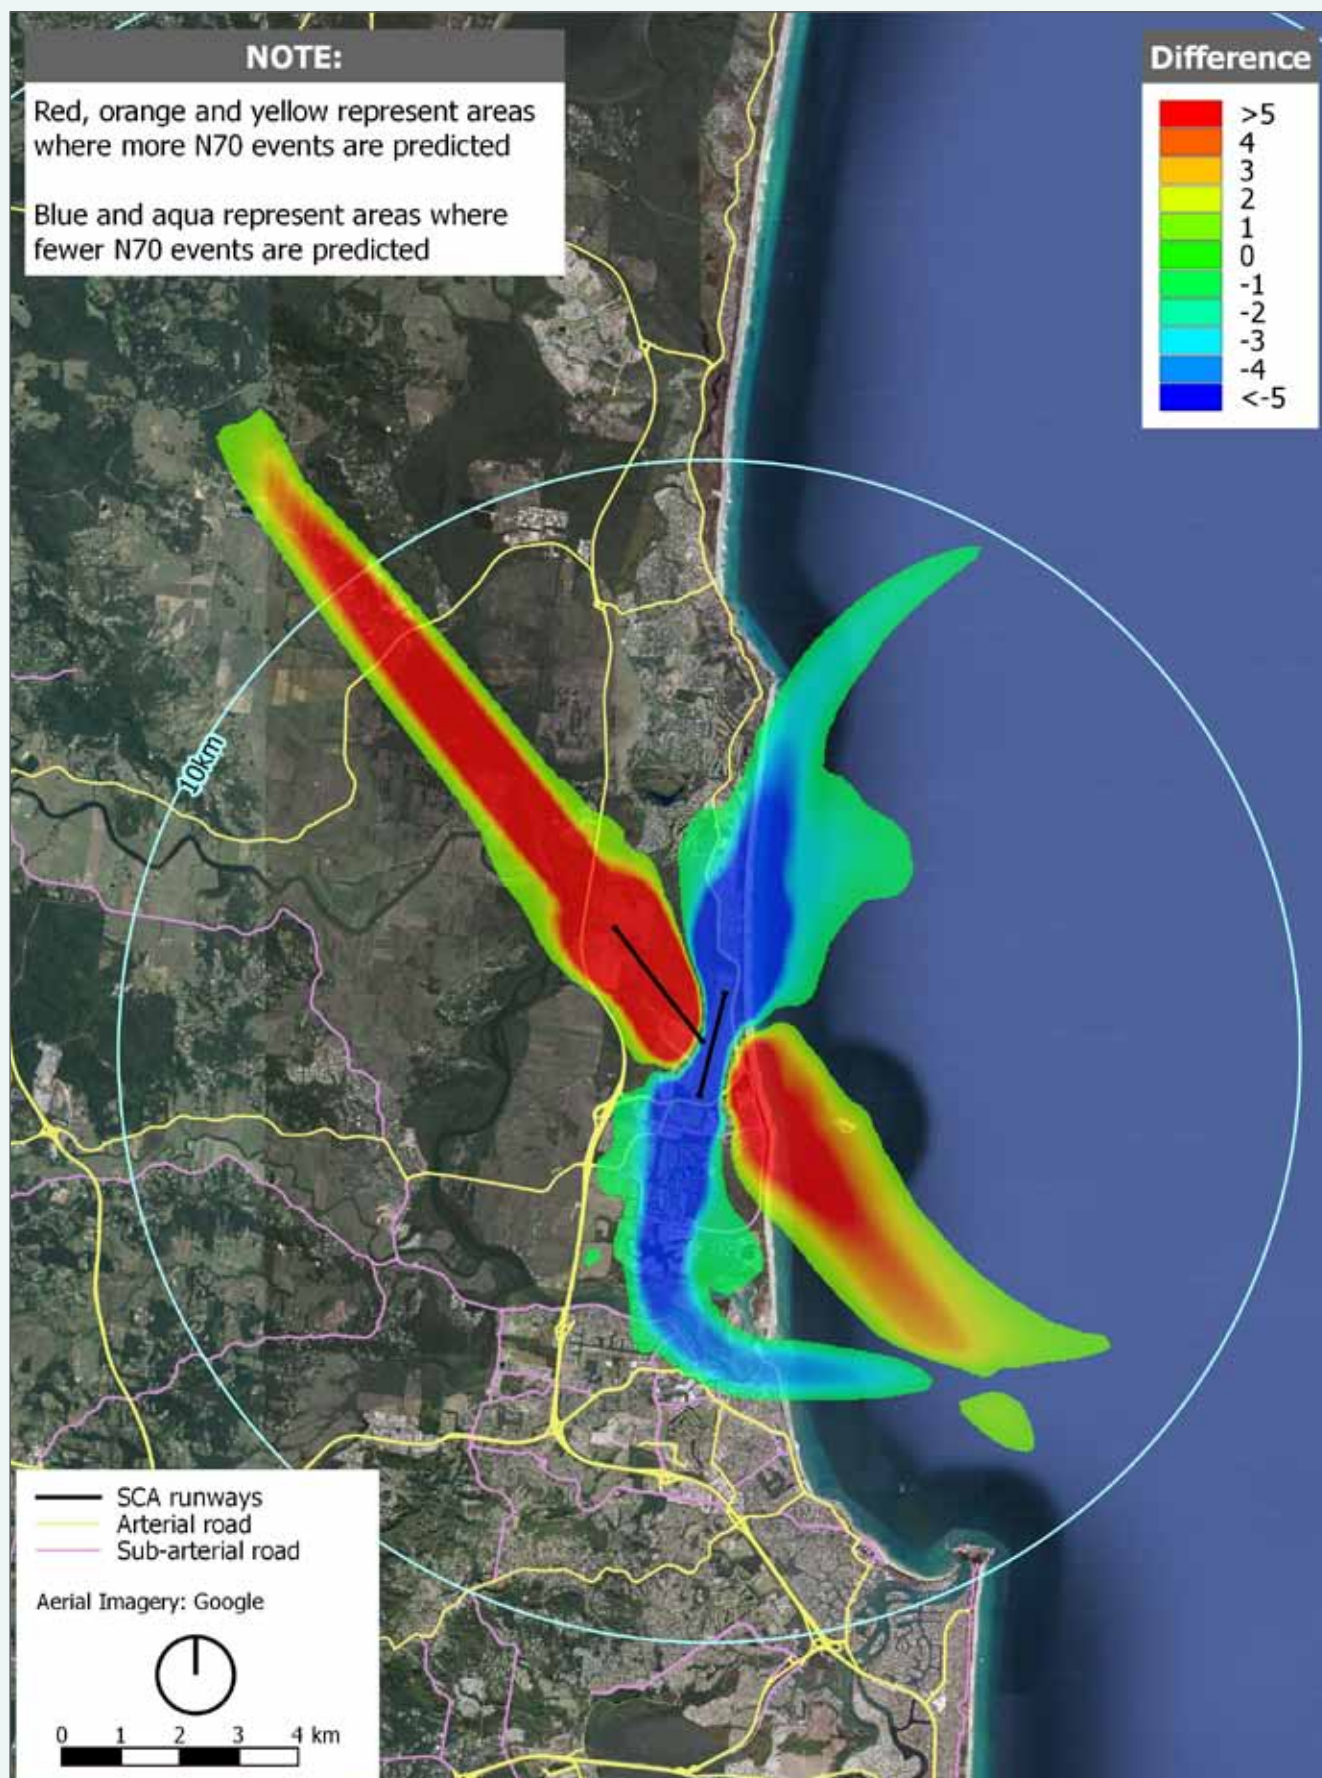 NOTE:
Red, orange and yellow represent areas
where more N70 events are predicted
Blue and aqua represent areas where
fewer N70 events are predicted
Difference
>5
4
3
2
1
0
-1
-2
-3
-4
<-5
10km
SCA runways
Arterial road
Sub-arterial road
Aerial Imagery: Google
0 1 2 3 4 km